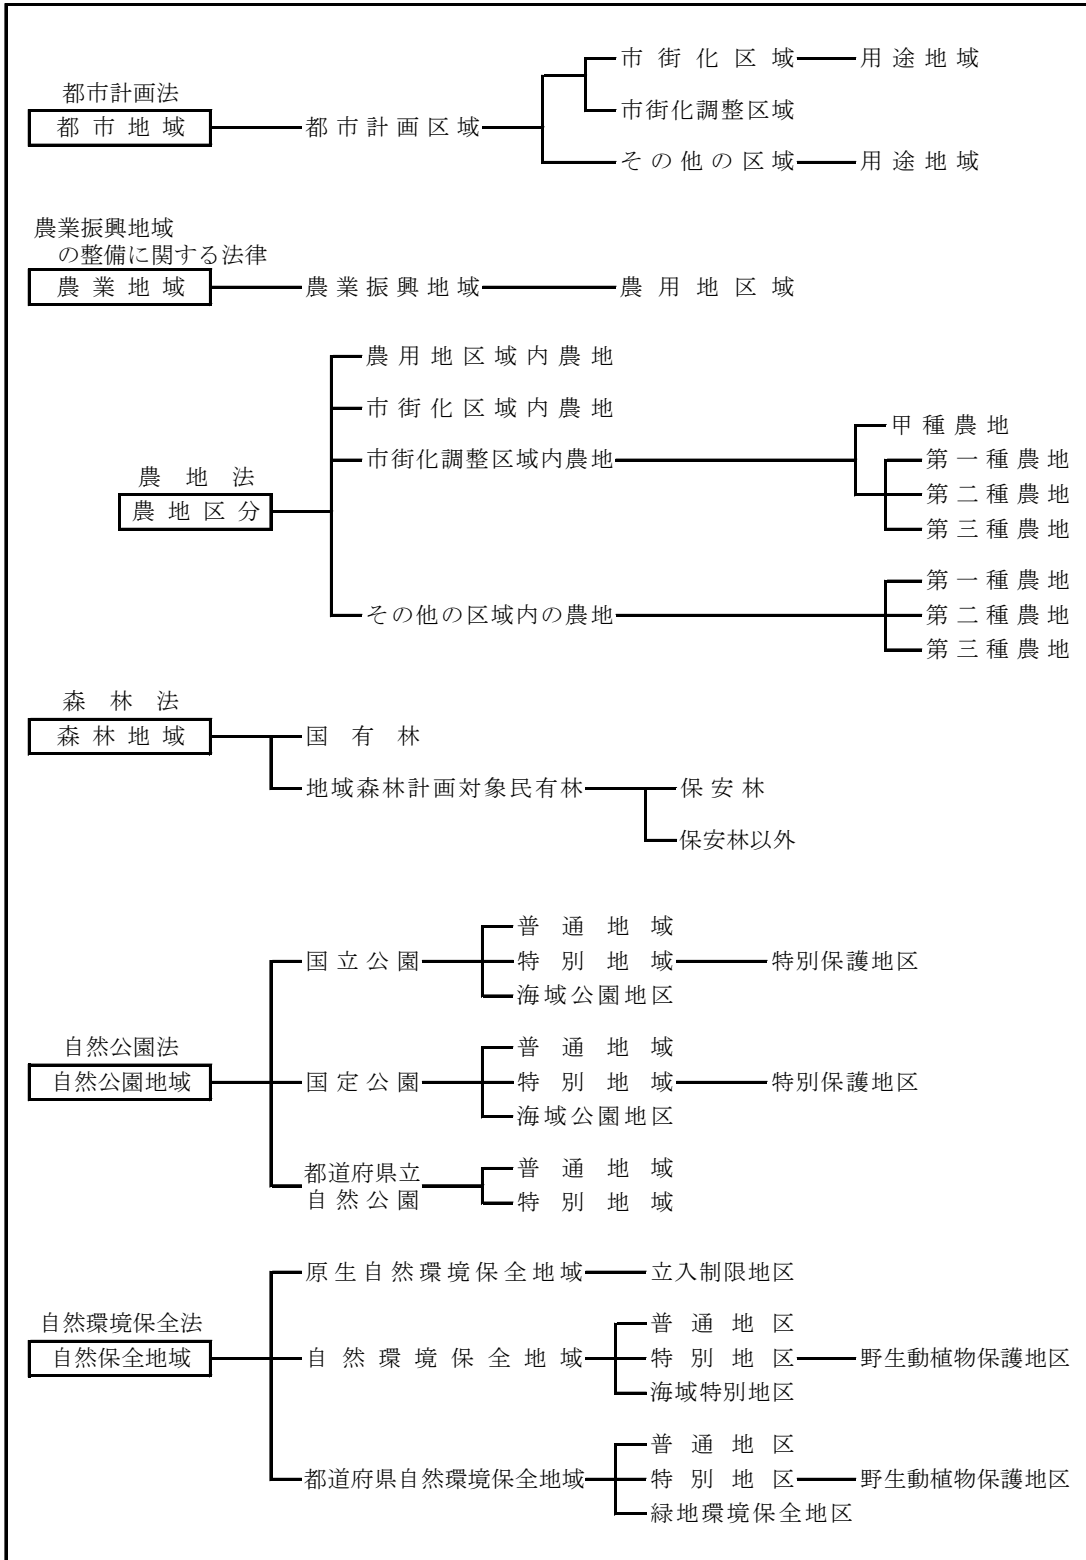 市街化区域
用途地域
都市計画法
都市地域
都市計画区域
市街化調整区域
その他の区域
用途地域
農業振興地域
の整備に関する法律
農業地域
農業振興地域
農用地区域
農用地区域内農地
市街化区域内農地
甲種農地
市街化調整区域内農地
第一種農地
農地法
第二種農地
農地区分
第三種農地
第一種農地
その他の区域内の農地
第二種農地
第三種農地
森林法
森林地域
国有林
地域森林計画対象民有林
保安林
保安林以外
普通地域
国立公園
特別地域
特別保護地区
海域公園地区
自然公園法
普通地域
自然公園地域
国定公園
特別地域
特別保護地区
海域公園地区
都道府県立
自然公園
普通地域
特別地域
原生自然環境保全地域
立入制限地区
自然環境保全法
普通地区
自然保全地域
自然環境保全地域
特別地区
野生動植物保護地区
海域特別地区
普通地区
都道府県自然環境保全地域
特別地区
野生動植物保護地区
緑地環境保全地区